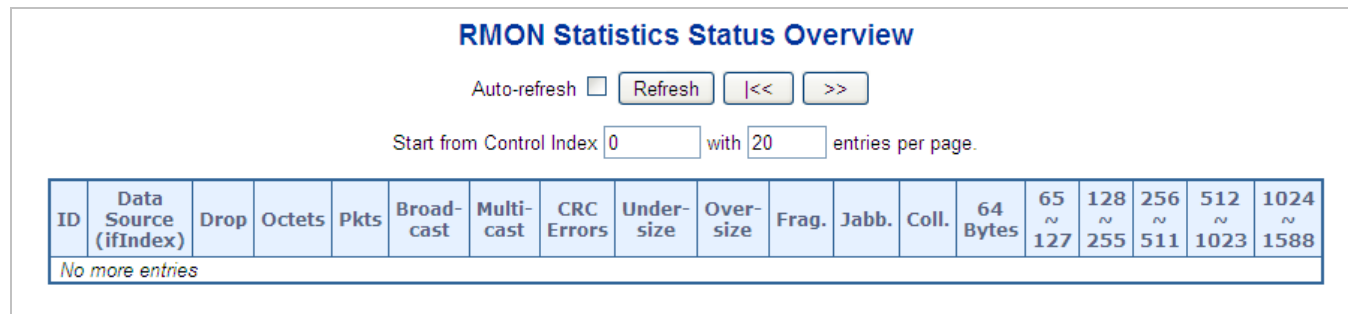 RMON Statistics Status Overview
Auto-refresh Refresh |<< >>
Start from Control Index 0 with 20 entries per page.
ID Data Source (ifIndex) Drop Octets Pkts Broad-cast Multi-cast CRC Errors Under-size Over-size Frag. Jabb. Coll. 64 Bytes 65 ~ 127 128 ~ 255 256 ~ 511 512 ~ 1023 1024 ~ 1588
No more entries